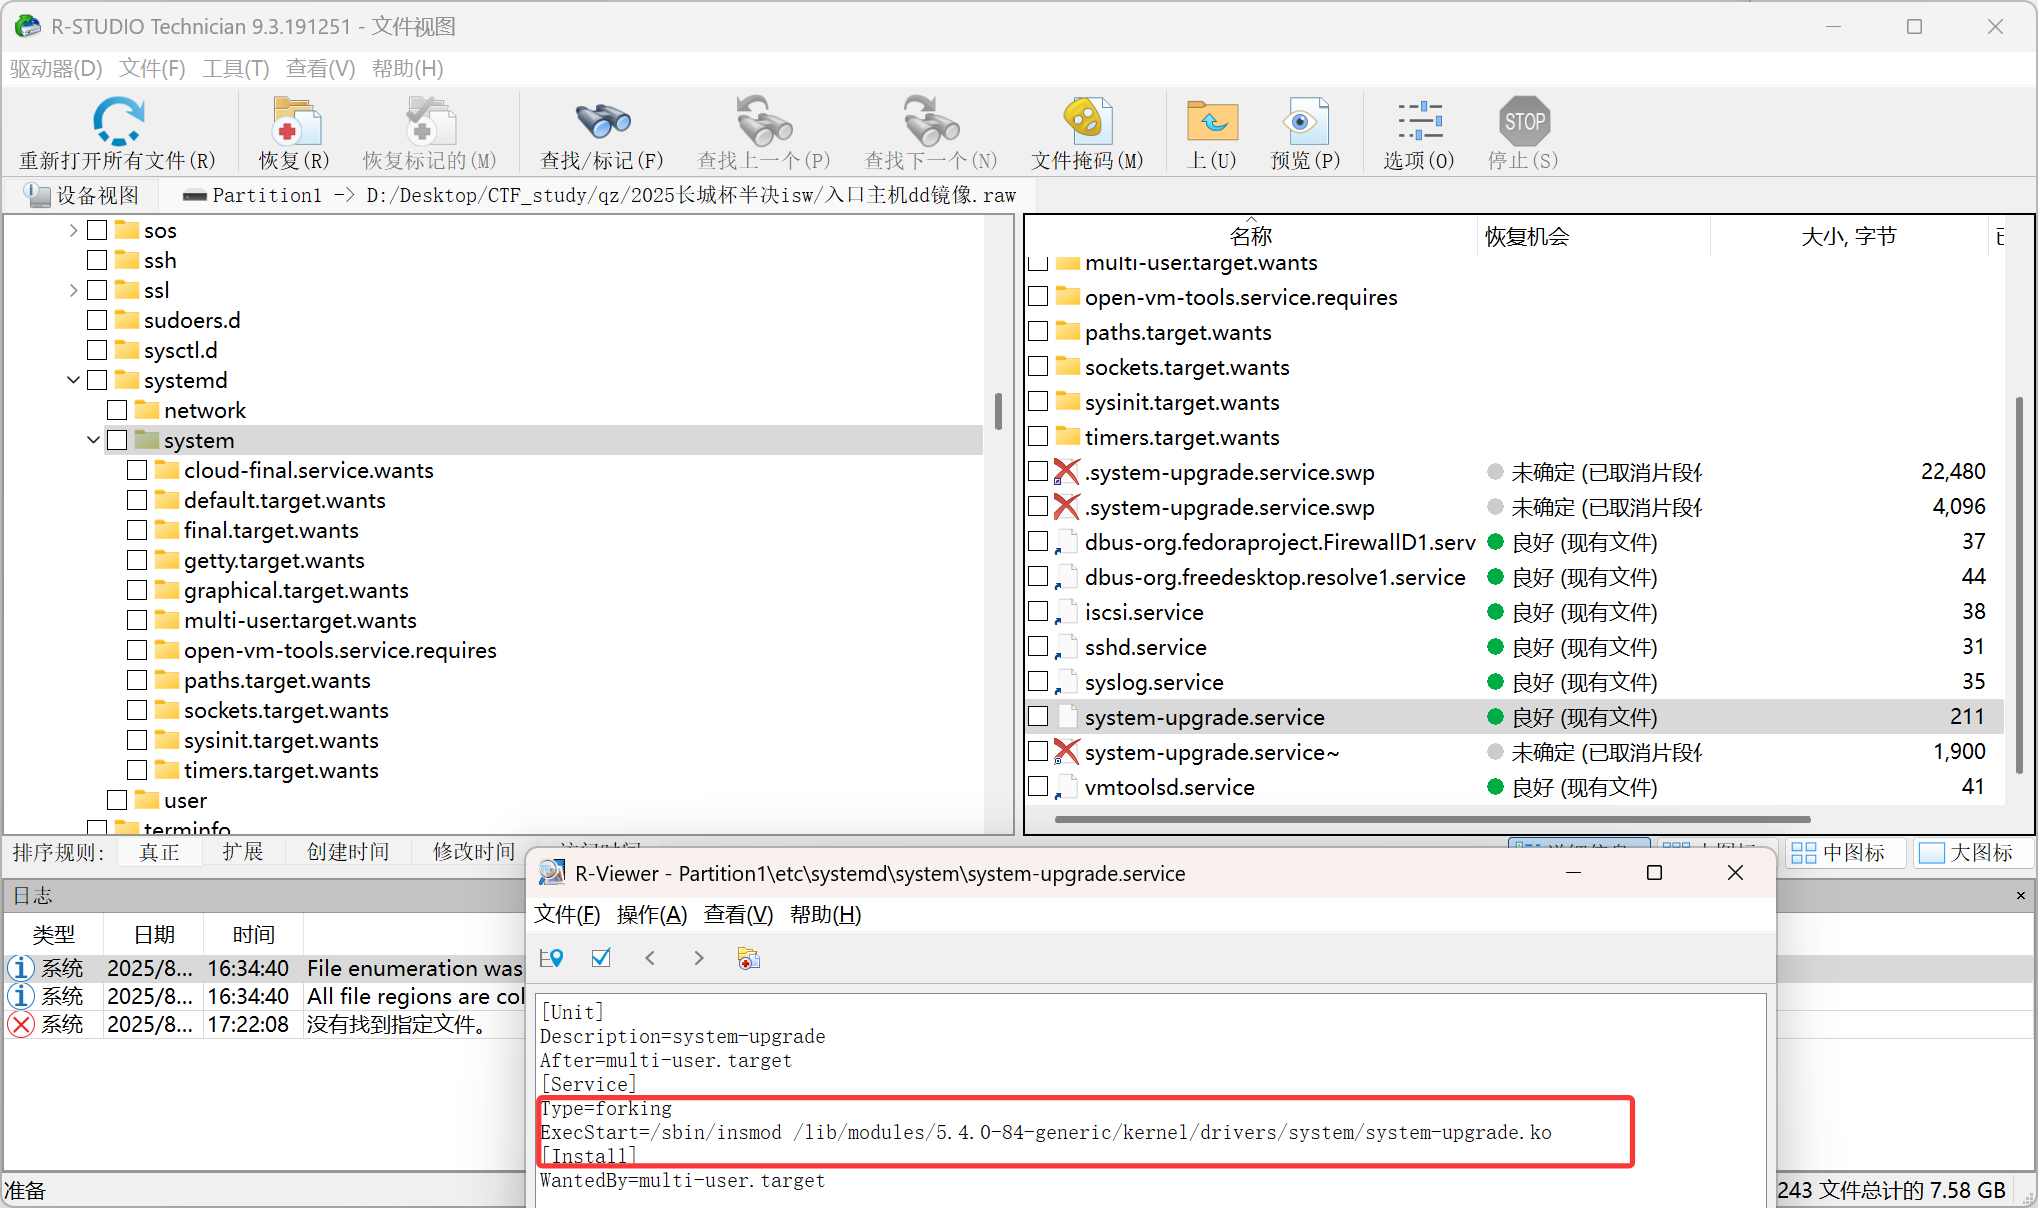 R-STUDIO Technician 9.3.191251 - 文件视图
驱动器(D) 文件(F) 工具(T) 查看(V) 帮助(H)
重新打开所有文件(R) 恢复(R) 恢复标记的(M) 查找/标记(F) 查找上一个(P) 查找下一个(N) 文件掩码(M) 上(U) 预览(P) 选项(O) STOP 停止(S)
设备视图 Partition1 -> D:/Desktop/CTF_study/qz/2025长城杯半决isw/入口主机dd镜像.raw
sos
ssh
ssl
sudoers.d
sysctl.d
systemd
network
system
cloud-final.service.wants
default.target.wants
final.target.wants
getty.target.wants
graphical.target.wants
multi-user.target.wants
open-vm-tools.service.requires
paths.target.wants
sockets.target.wants
sysinit.target.wants
timers.target.wants
user
terminfo
名称 恢复机会 大小, 字节
multi-user.target.wants
open-vm-tools.service.requires
paths.target.wants
sockets.target.wants
sysinit.target.wants
timers.target.wants
.system-upgrade.service.swp 未确定 (已取消片段 22,480
.system-upgrade.service.swp 未确定 (已取消片段 4,096
dbus-org.fedoraproject.FirewallD1.serv 良好 (现有文件) 37
dbus-org.freedesktop.resolve1.service 良好 (现有文件) 44
iscsi.service 良好 (现有文件) 38
sshd.service 良好 (现有文件) 31
syslog.service 良好 (现有文件) 35
system-upgrade.service 良好 (现有文件) 211
system-upgrade.service~ 未确定 (已取消片段 1,900
vmtoolsd.service 良好 (现有文件) 41
排序规则: 真正 扩展 创建时间 修改时间 中图标 大图标
日志
类型 日期 时间
系统 2025/8... 16:34:40 File enumeration was
系统 2025/8... 16:34:40 All file regions are col
系统 2025/8... 17:22:08 没有找到指定文件。
R-Viewer - Partition1\etc\systemd\system\system-upgrade.service
文件(F) 操作(A) 查看(V) 帮助(H)
[Unit]
Description=system-upgrade
After=multi-user.target
[Service]
Type=forking
ExecStart=/sbin/insmod /lib/modules/5.4.0-84-generic/kernel/drivers/system/system-upgrade.ko
[Install]
WantedBy=multi-user.target
准备
243 文件总计的 7.58 GB